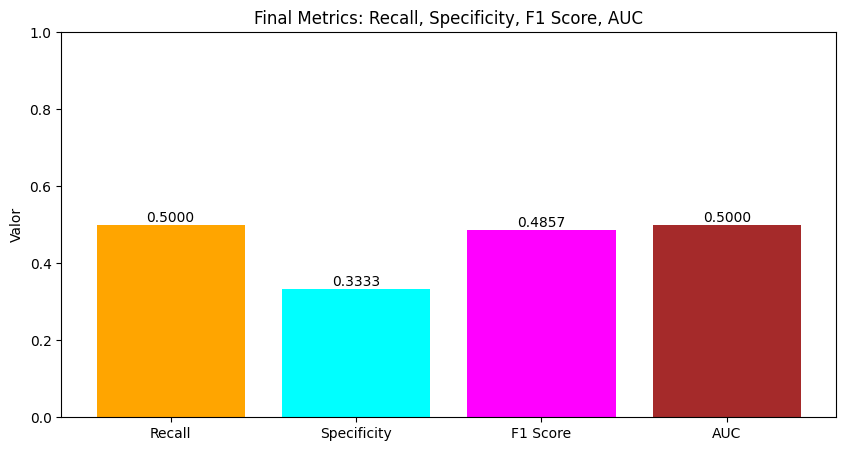 Final Metrics: Recall, Specificity, F1 Score, AUC
Valor
1.0
0.8
0.6
0.4
0.2
0.0
0.5000
0.3333
0.4857
0.5000
Recall
Specificity
F1 Score
AUC